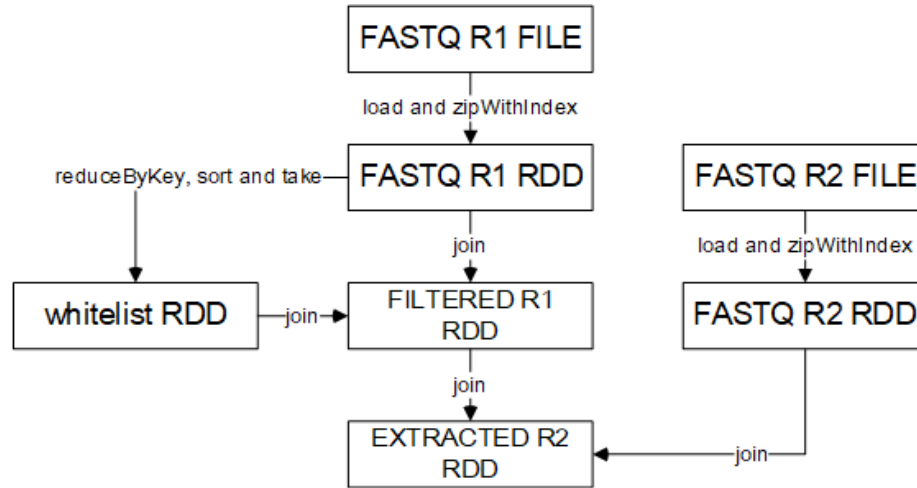 FASTQ R1 FILE
load and zipWithIndex
reduceByKey, sort and take
FASTQ R1 RDD
FASTQ R2 FILE
join
load and zipWithIndex
whitelist RDD
join
FILTERED R1
RDD
FASTQ R2 RDD
join
EXTRACTED R2
RDD
join